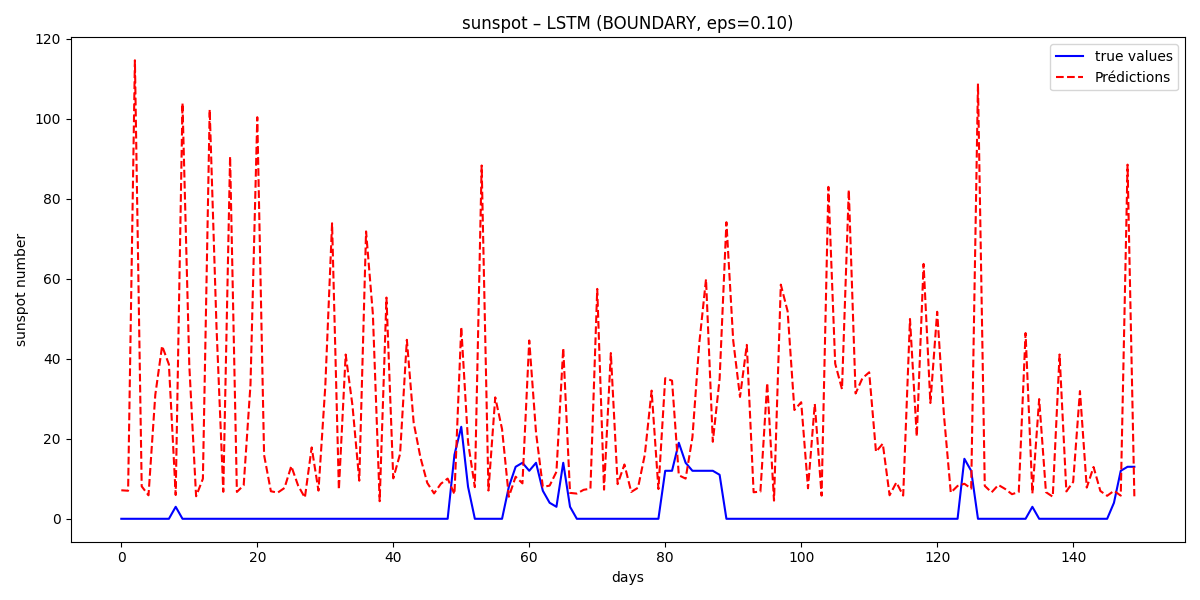 sunspot – LSTM (BOUNDARY, eps=0.10)
true values
Prédictions
sunspot number
120
100
80
60
40
20
0
0 20 40 60 80 100 120 140
days